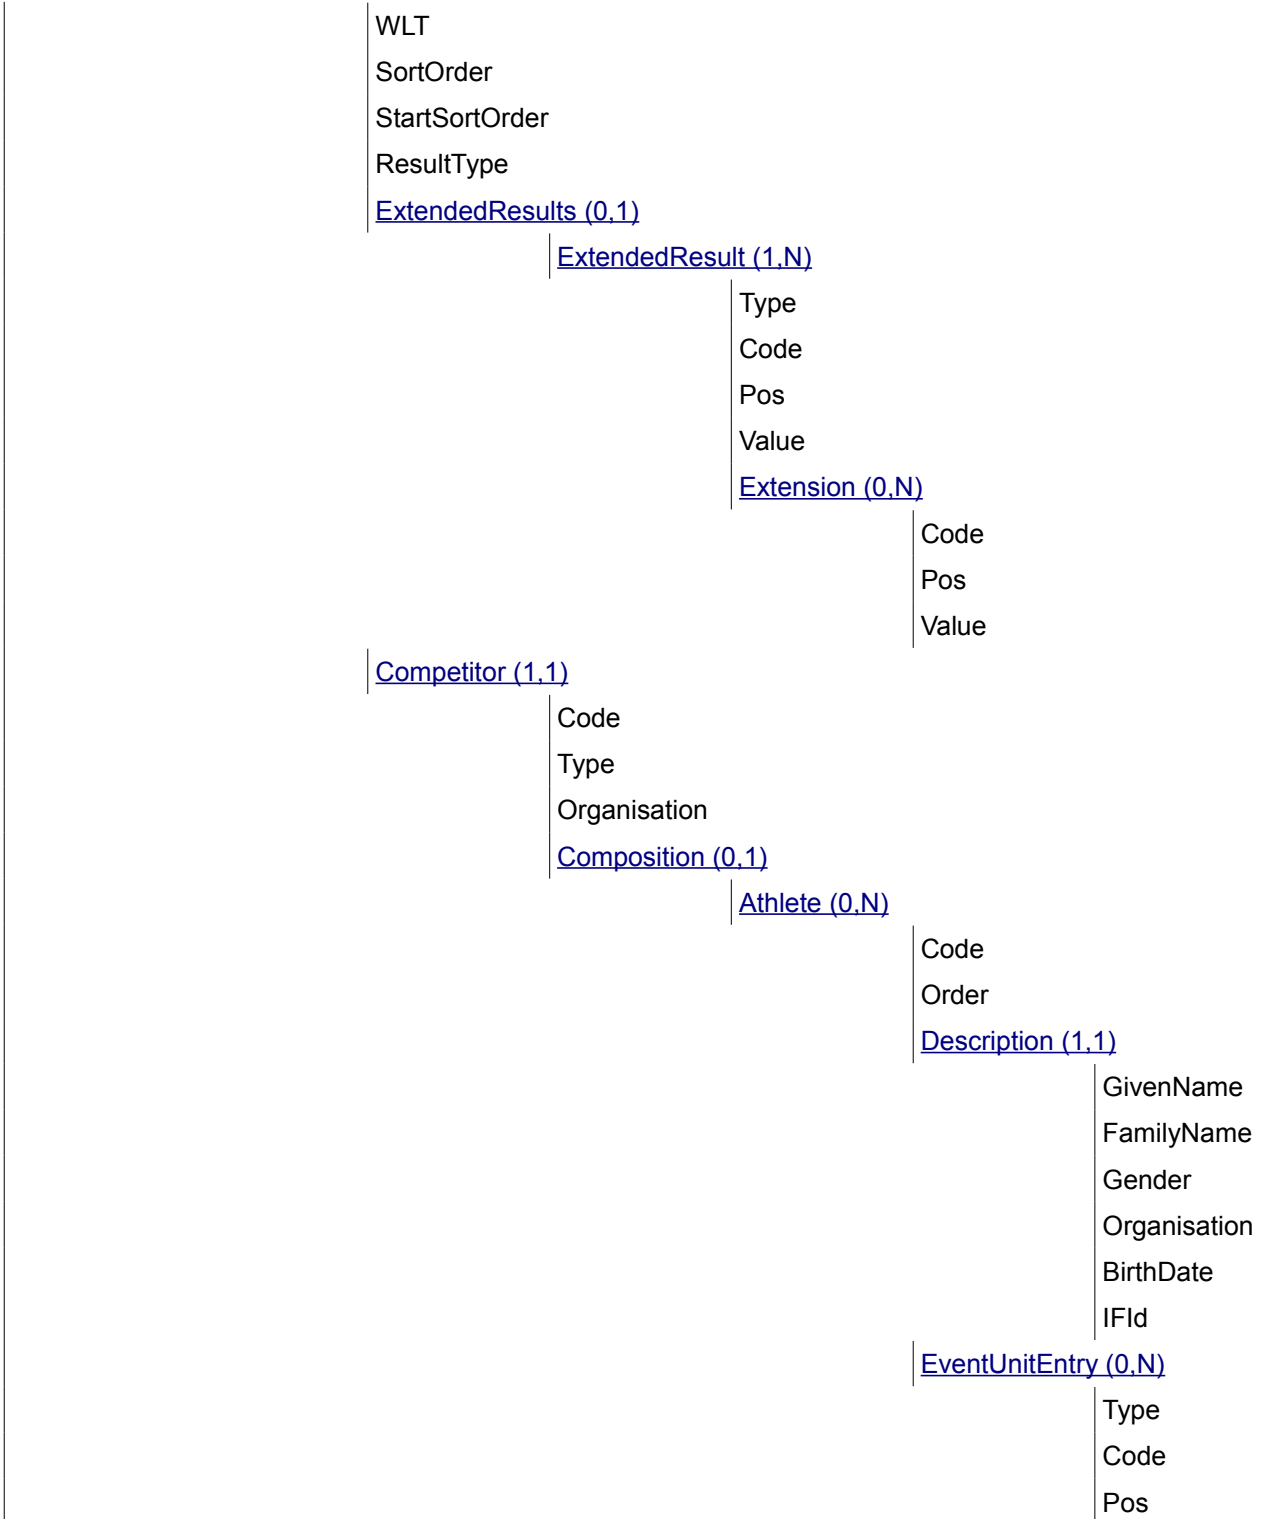 WLT
SortOrder
StartSortOrder
ResultType
ExtendedResults (0,1)
ExtendedResult (1,N)
Type
Code
Pos
Value
Extension (0,N)
Code
Pos
Value
Competitor (1,1)
Code
Type
Organisation
Composition (0,1)
Athlete (0,N)
Code
Order
Description (1,1)
GivenName
FamilyName
Gender
Organisation
BirthDate
IFId
EventUnitEntry (0,N)
Type
Code
Pos